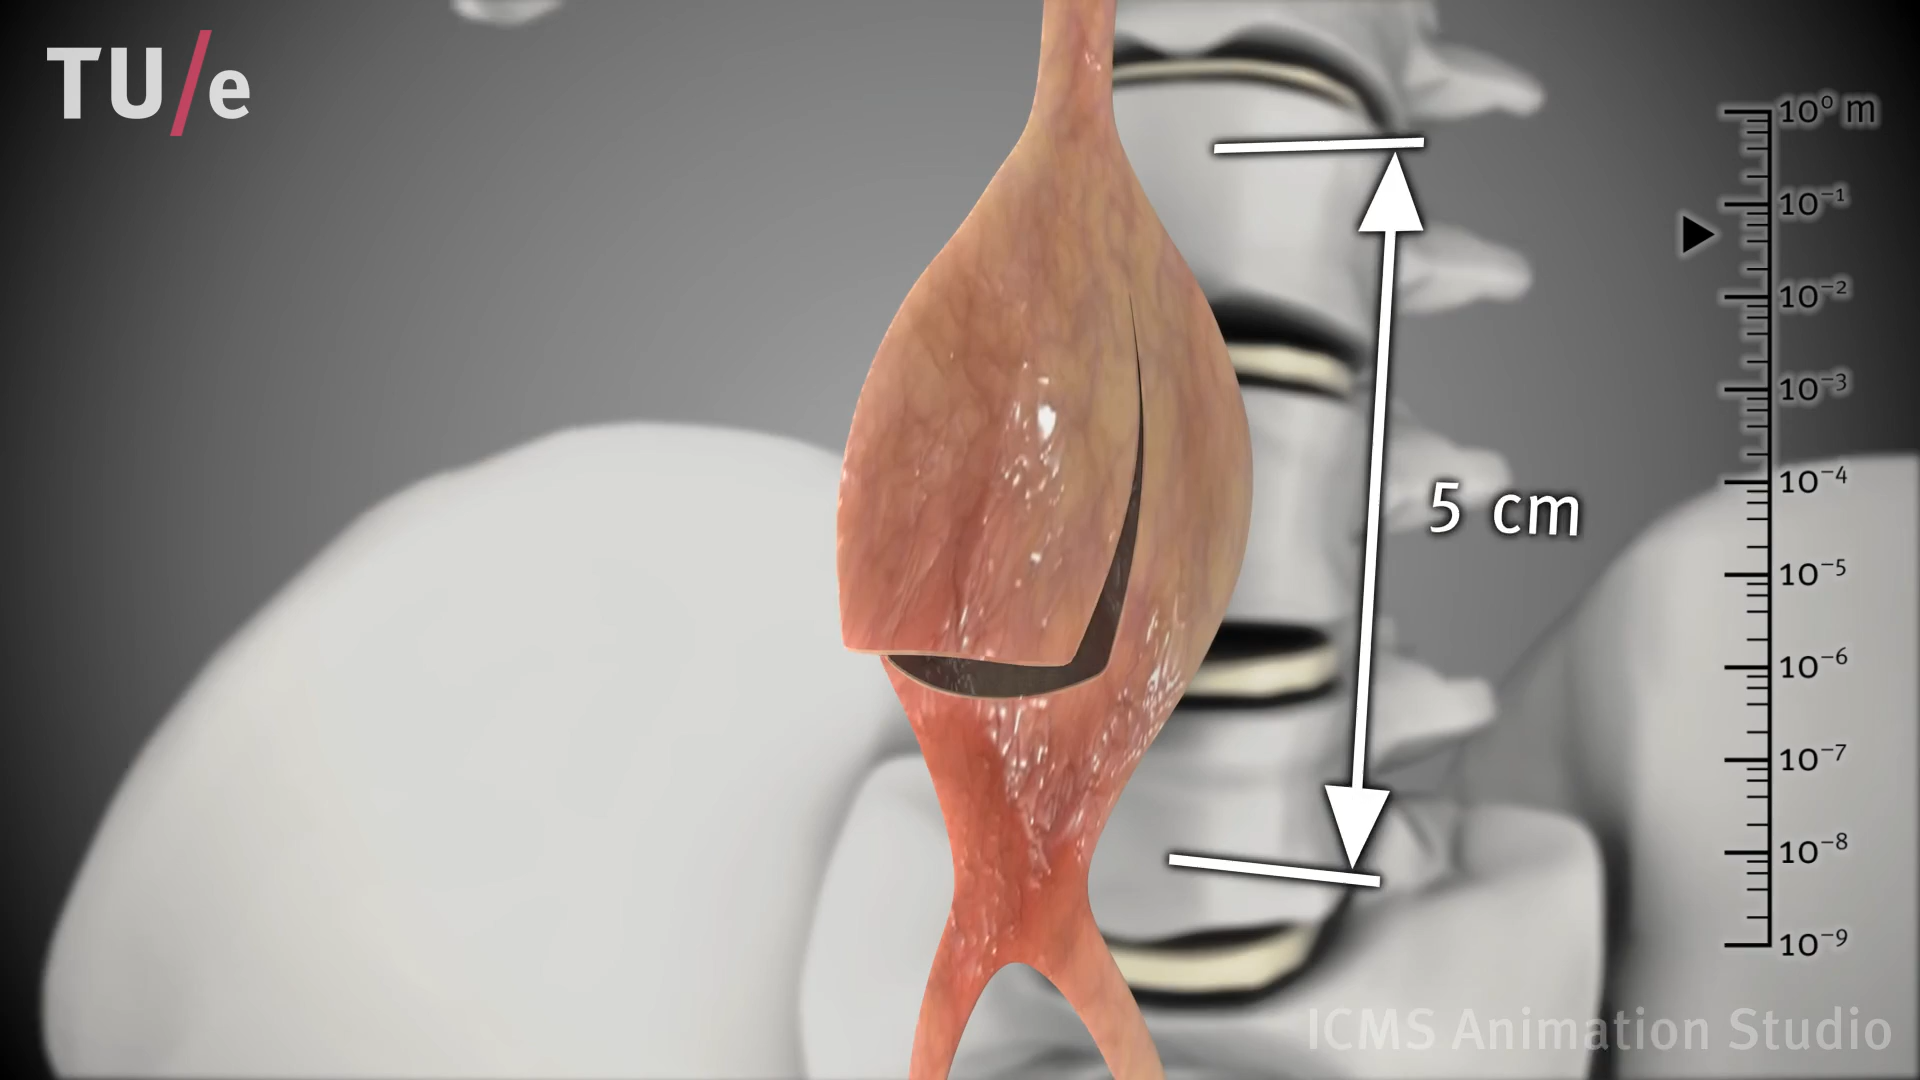 TU/e
10⁰ m
10⁻¹
10⁻²
10⁻³
10⁻⁴
5 cm
10⁻⁵
10⁻⁶
10⁻⁷
10⁻⁸
10⁻⁹
ICMS Animation Studio